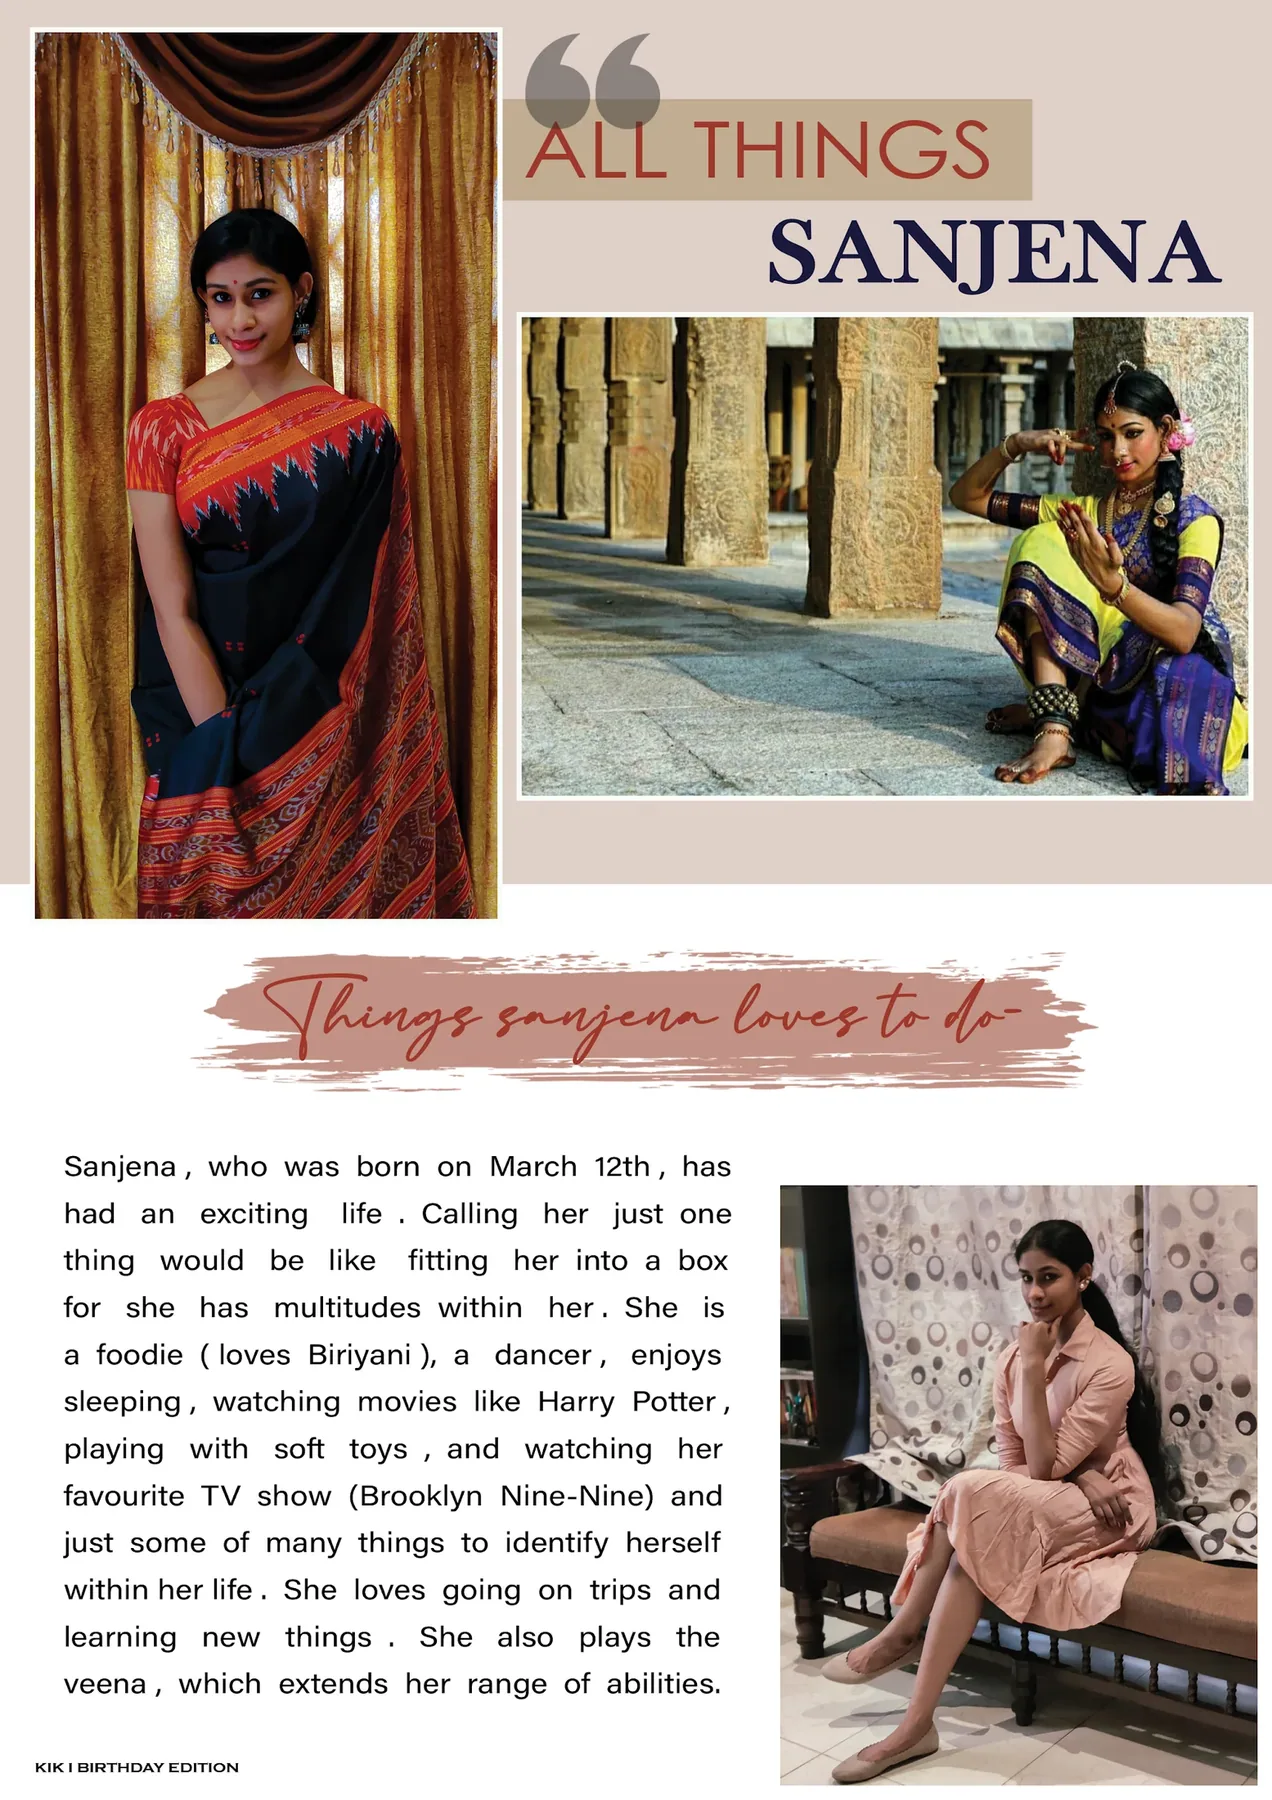 “
ALL THINGS
SANJENA
Things sanjena loves to do-
Sanjena , who was born on March 12th , has
had an exciting life . Calling her just one
thing would be like fitting her into a box
for she has multitudes within her . She is
a foodie ( loves Biriyani ), a dancer , enjoys
sleeping , watching movies like Harry Potter ,
playing with soft toys , and watching her
favourite TV show (Brooklyn Nine-Nine) and
just some of many things to identify herself
within her life . She loves going on trips and
learning new things . She also plays the
veena , which extends her range of abilities.
KIK I BIRTHDAY EDITION